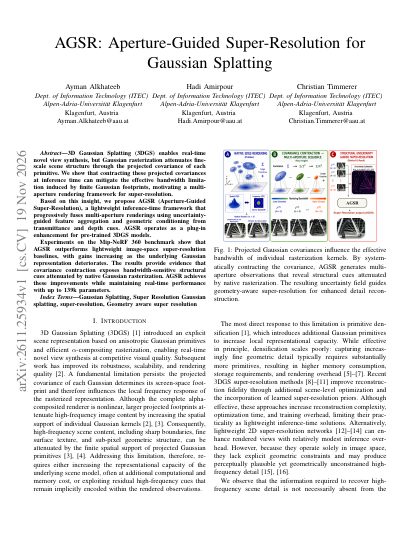 AGSR: Aperture-Guided Super-Resolution for
Gaussian Splatting
Ayman Alkhateeb
Dept. of Information Technology (ITEC)
Alpen-Adria-Universität Klagenfurt
Klagenfurt, Austria
Ayman.Alkhateeb@aau.at
Hadi Amirpour
Dept. of Information Technology (ITEC)
Alpen-Adria-Universität Klagenfurt
Klagenfurt, Austria
Hadi Amirpour@aau.at
Christian Timmerer
Dept. of Information Technology (ITEC)
Alpen-Adria-Universität Klagenfurt
Klagenfurt, Austria
Christian.Timmerer@aau.at
arXiv:2611.25934v1 [cs.CV] 19 Nov 2026
Abstract—3D Gaussian Splatting (3DGS) enables real-time
novel view synthesis, but Gaussian rasterization attenuates fine-
scale scene structure through the projected covariance of each
primitive. We show that contracting these projected covariances
at inference time can mitigate the effective bandwidth limita-
tion induced by finite Gaussian footprints, motivating a multi-
aperture rendering framework for super-resolution.
Based on this insight, we propose AGSR (Aperture-Guided
Super-Resolution), a lightweight inference-time framework that
progressively fuses multi-aperture renderings using uncertainty-
guided feature aggregation and geometric conditioning from
transmittance and depth cues. AGSR operates as a plug-in
enhancement for pre-trained 3DGS models.
Experiments on the Mip-NeRF 360 benchmark show that
AGSR outperforms lightweight image-space super-resolution
baselines, with gains increasing as the underlying Gaussian
representation deteriorates. The results provide evidence that
covariance contraction exposes bandwidth-sensitive structural
cues attenuated by native rasterization. AGSR achieves
these improvements while maintaining real-time performance
with up to 139k parameters.
Index Terms—Gaussian Splatting, Super Resolution Gaussian
splatting, super-resolution, Geometry aware super resolution
I. Introduction
3D Gaussian Splatting (3DGS) [1] introduced an explicit
scene representation based on anisotropic Gaussian primitives
and efficient α-compositing rasterization, enabling real-time
novel view synthesis at competitive visual quality. Subsequent
work has improved its robustness, scalability, and rendering
quality [2]. A fundamental limitation persists: the projected
covariance of each Gaussian determines its screen-space foot-
print and therefore influences the local frequency response of
the rasterized representation. Although the complete alpha-
composited renderer is nonlinear, larger projected footprints at-
tenuate high-frequency image content by increasing the spatial
support of individual Gaussian kernels [2], [3]. Consequently,
high-frequency scene content, including sharp boundaries, fine
surface texture, and sub-pixel geometric structure, can be
attenuated by the finite spatial support of projected Gaussian
primitives [3], [4]. Addressing this limitation, therefore, re-
quires either increasing the representational capacity of the
underlying scene model, often at additional computational and
memory cost, or exploiting residual high-frequency cues that
remain implicitly encoded within the rendered observations.
AGSR
Fig. 1: Projected Gaussian covariances influence the effective
bandwidth of individual rasterization kernels. By system-
atically contracting the covariance, AGSR generates multi-
aperture observations that reveal structural cues attenuated
by native rasterization. The resulting uncertainty field guides
geometry-aware super-resolution for enhanced detail recon-
struction.
The most direct response to this limitation is primitive den-
sification [1], which introduces additional Gaussian primitives
to increase local representational capacity. While effective
in principle, densification scales poorly: capturing increas-
ingly fine geometric detail typically requires substantially
more primitives, resulting in higher memory consumption,
storage requirements, and rendering overhead [5]–[7]. Recent
3DGS super-resolution methods [8]–[11] improve reconstruc-
tion fidelity through additional scene-level optimization and
the incorporation of learned super-resolution priors. Although
effective, these approaches increase reconstruction complexity,
optimization time, and training overhead, limiting their prac-
ticality as lightweight inference-time solutions. Alternatively,
lightweight 2D super-resolution networks [12]–[14] can en-
hance rendered views with relatively modest inference over-
head. However, because they operate solely in image space,
they lack explicit geometric constraints and may produce
perceptually plausible yet geometrically unconstrained high-
frequency detail [15], [16].
We observe that the information required to recover high-
frequency scene detail is not necessarily absent from the